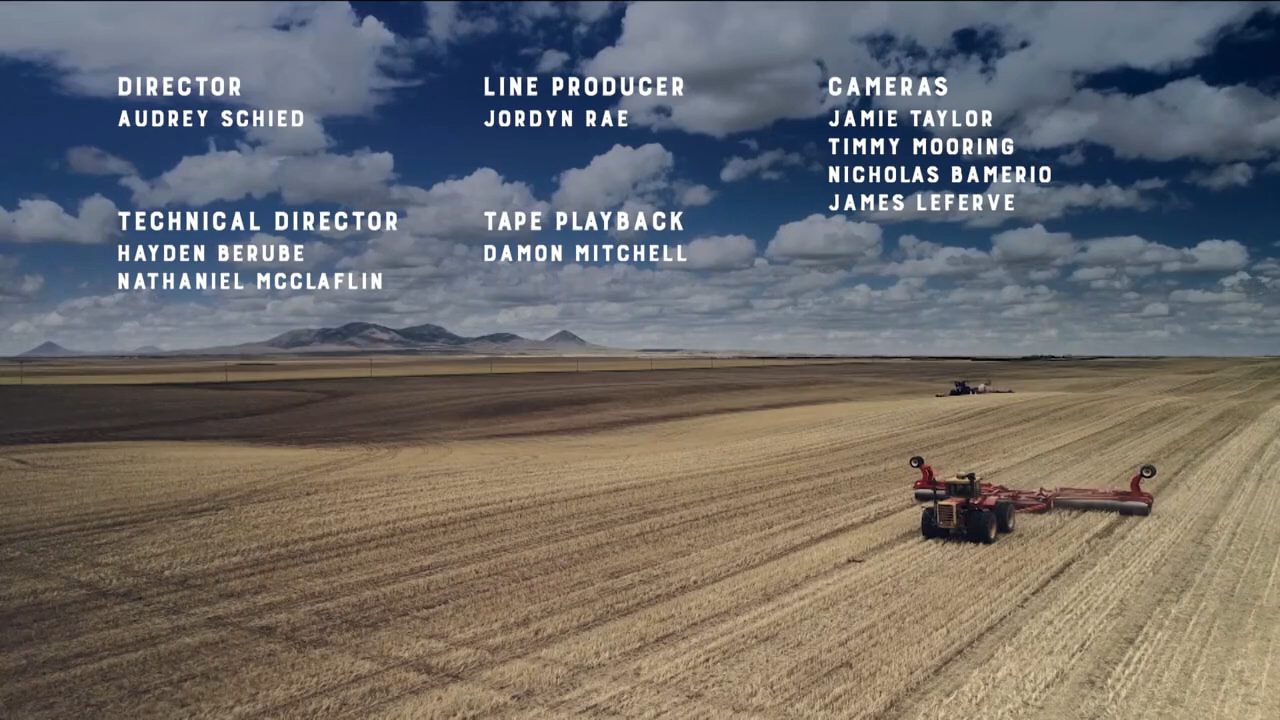 DIRECTOR
AUDREY SCHIED
TECHNICAL DIRECTOR
HAYDEN BERUBE
NATHANIEL MCCLAFLIN
LINE PRODUCER
JORDYN RAE
TAPE PLAYBACK
DAMON MITCHELL
CAMERAS
JAMIE TAYLOR
TIMMY MOORING
NICHOLAS BAMERIO
JAMES LEFERVE